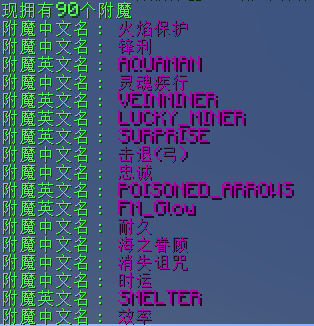 现拥有90个附魔
附魔中文名: 火焰保护
附魔中文名: 锋利
附魔英文名: AQUAMAN
附魔中文名: 灵魂疾行
附魔英文名: VEINMINER
附魔英文名: LUCKY_MINER
附魔英文名: SURPRISE
附魔中文名: 击退(弓)
附魔中文名: 忠诚
附魔英文名: POISONED_ARROWS
附魔英文名: FM_Glow
附魔中文名: 耐久
附魔中文名: 海之眷顾
附魔中文名: 消失诅咒
附魔中文名: 时运
附魔英文名: SMELTER
附魔中文名: 效率